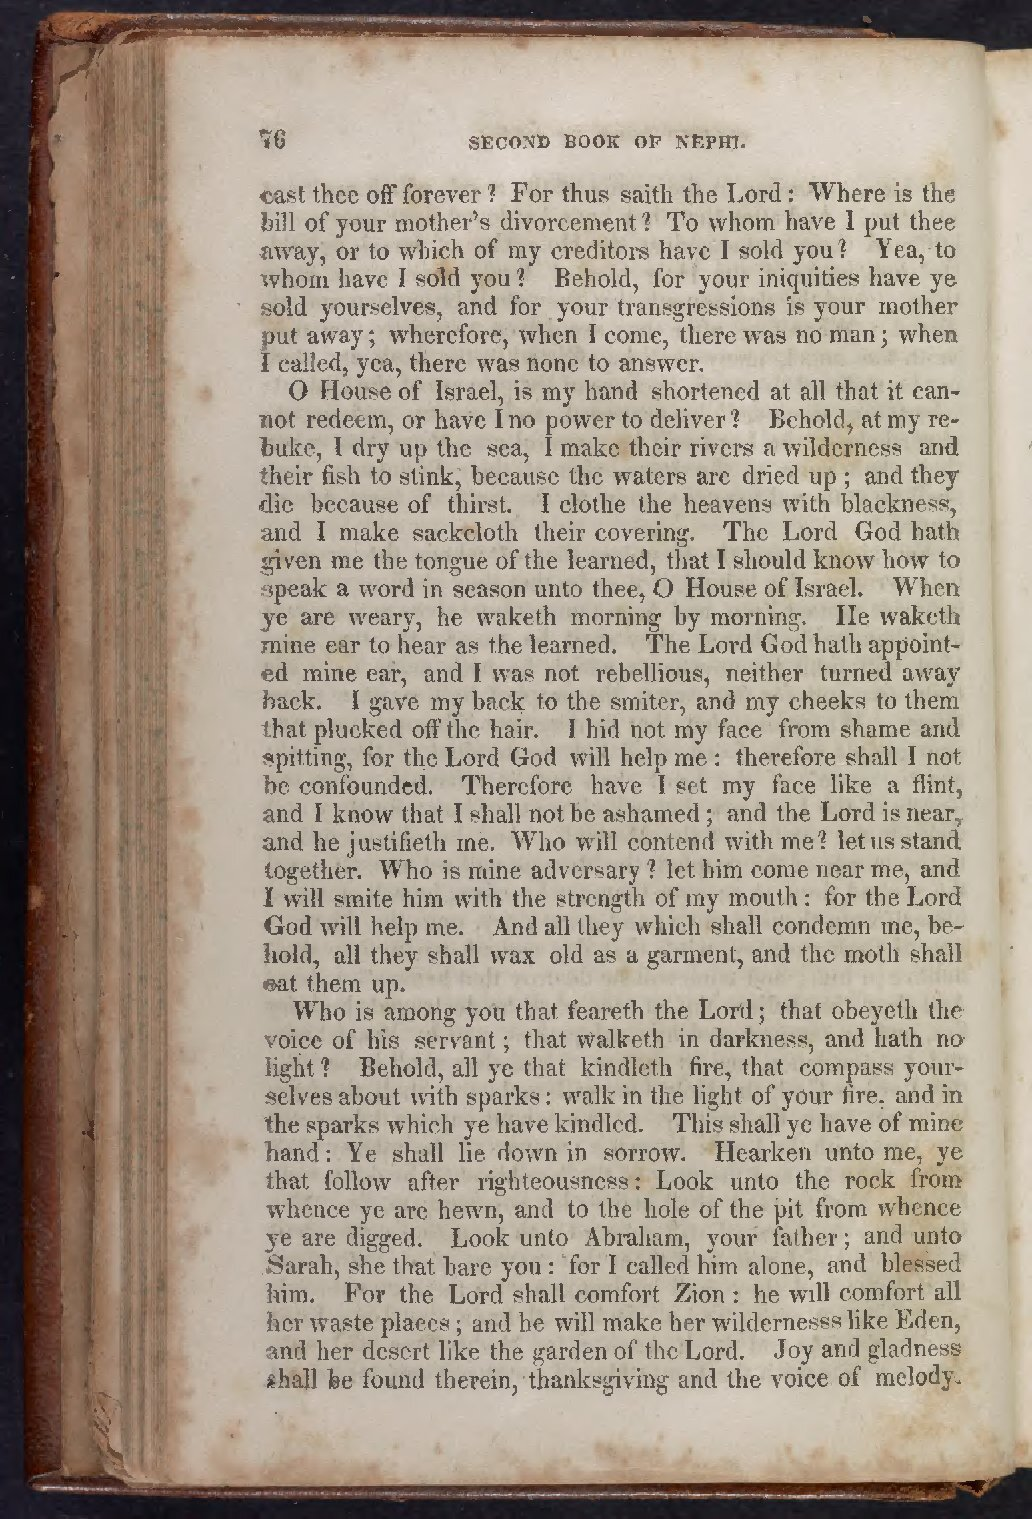 76 SECOND BOOK OF NEPHI.
cast thee off forever? For thus saith the Lord: Where is the
bill of your mother's divorcement? To whom have I put thee
away, or to which of my creditors have I sold you? Yea, to
whom have I sold you? Behold, for your iniquities have ye
sold yourselves, and for your transgressions is your mother
put away; wherefore, when I come, there was no man; when
I called, yea, there was none to answer.
O House of Israel, is my hand shortened at all that it can-
not redeem, or have I no power to deliver? Behold, at my re-
buke, I dry up the sea, I make their rivers a wilderness and
their fish to stink, because the waters are dried up; and they
die because of thirst. I clothe the heavens with blackness,
and I make sackcloth their covering. The Lord God hath
given me the tongue of the learned, that I should know how to
speak a word in season unto thee, O House of Israel. When
ye are weary, he waketh morning by morning. He waketh
mine ear to hear as the learned. The Lord God hath appoint-
ed mine ear, and I was not rebellious, neither turned away
back. I gave my back to the smiter, and my cheeks to them
that plucked off the hair. I hid not my face from shame and
spitting, for the Lord God will help me: therefore shall I not
be confounded. Therefore have I set my face like a flint,
and I know that I shall not be ashamed; and the Lord is near,
and he justifieth me. Who will contend with me? let us stand
together. Who is mine adversary? let him come near me, and
I will smite him with the strength of my mouth: for the Lord
God will help me. And all they which shall condemn me, be-
hold, all they shall wax old as a garment, and the moth shall
eat them up.
Who is among you that feareth the Lord; that obeyeth the
voice of his servant; that walketh in darkness, and hath no
light? Behold, all ye that kindleth fire, that compass your-
selves about with sparks: walk in the light of your fire, and in
the sparks which ye have kindled. This shall ye have of mine
hand: Ye shall lie down in sorrow. Hearken unto me, ye
that follow after righteousness: Look unto the rock from
whence ye are hewn, and to the hole of the pit from whence
ye are digged. Look unto Abraham, your father; and unto
Sarah, she that bare you: for I called him alone, and blessed
him. For the Lord shall comfort Zion: he will comfort all
her waste places; and he will make her wildernesss like Eden,
and her desert like the garden of the Lord. Joy and gladness
shall be found therein, thanksgiving and the voice of melody.